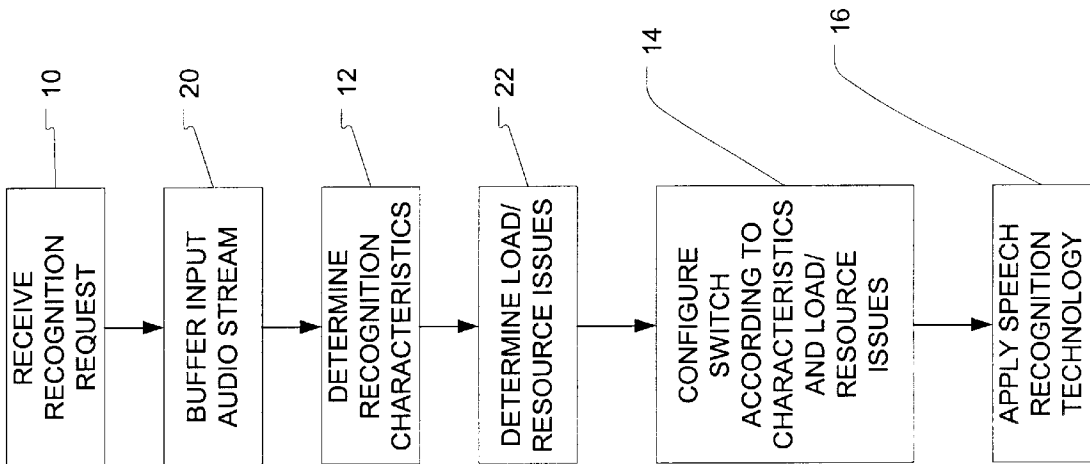 RECEIVE
RECOGNITION
REQUEST
10
BUFFER INPUT
AUDIO STREAM
20
DETERMINE
RECOGNITION
CHARACTERISTICS
12
DETERMINE LOAD/
RESOURCE ISSUES
22
CONFIGURE
SWITCH
ACCORDING TO
CHARACTERISTICS
AND LOAD/
RESOURCE
ISSUES
14
APPLY SPEECH
RECOGNITION
TECHNOLOGY
16